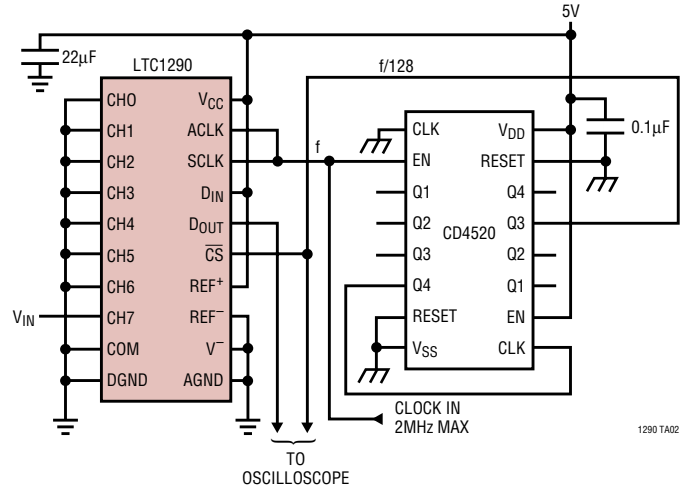 5V
22µF
LTC1290
f/128
CH0
CH1
CH2
CH3
CH4
CH5
CH6
CH7
COM
DGND
VCC
ACLK
SCLK
DIN
DOUT
CS
REF+
REF–
V–
AGND
VIN
f
CLK
EN
Q1
Q2
Q3
Q4
RESET
VSS
CD4520
VDD
RESET
Q4
Q3
Q2
Q1
EN
CLK
0.1µF
CLOCK IN
2MHz MAX
TO
OSCILLOSCOPE
1290 TA02